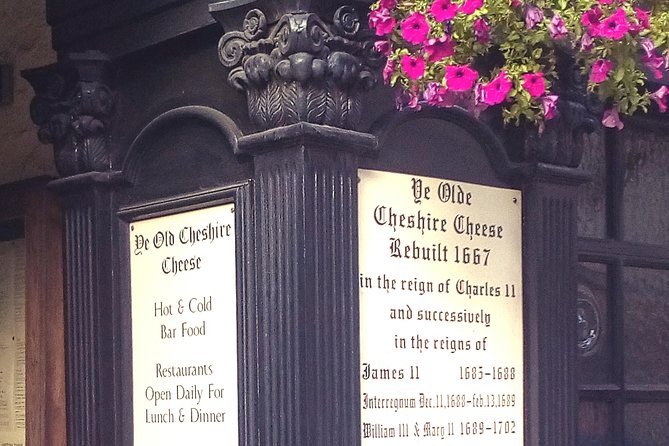 Ye Old Cheshire
Cheese
Hot & Cold
Bar Food
Restaurants
Open Daily For
Lunch & Dinner
Ye Olde
Cheshire Cheese
Rebuilt 1667
in the reign of Charles 11
and successively
in the reigns of
James 11 1685-1688
Interregnum Dec.11,1688-feb.13,1689
William 111 & Mary 11 1689-1702